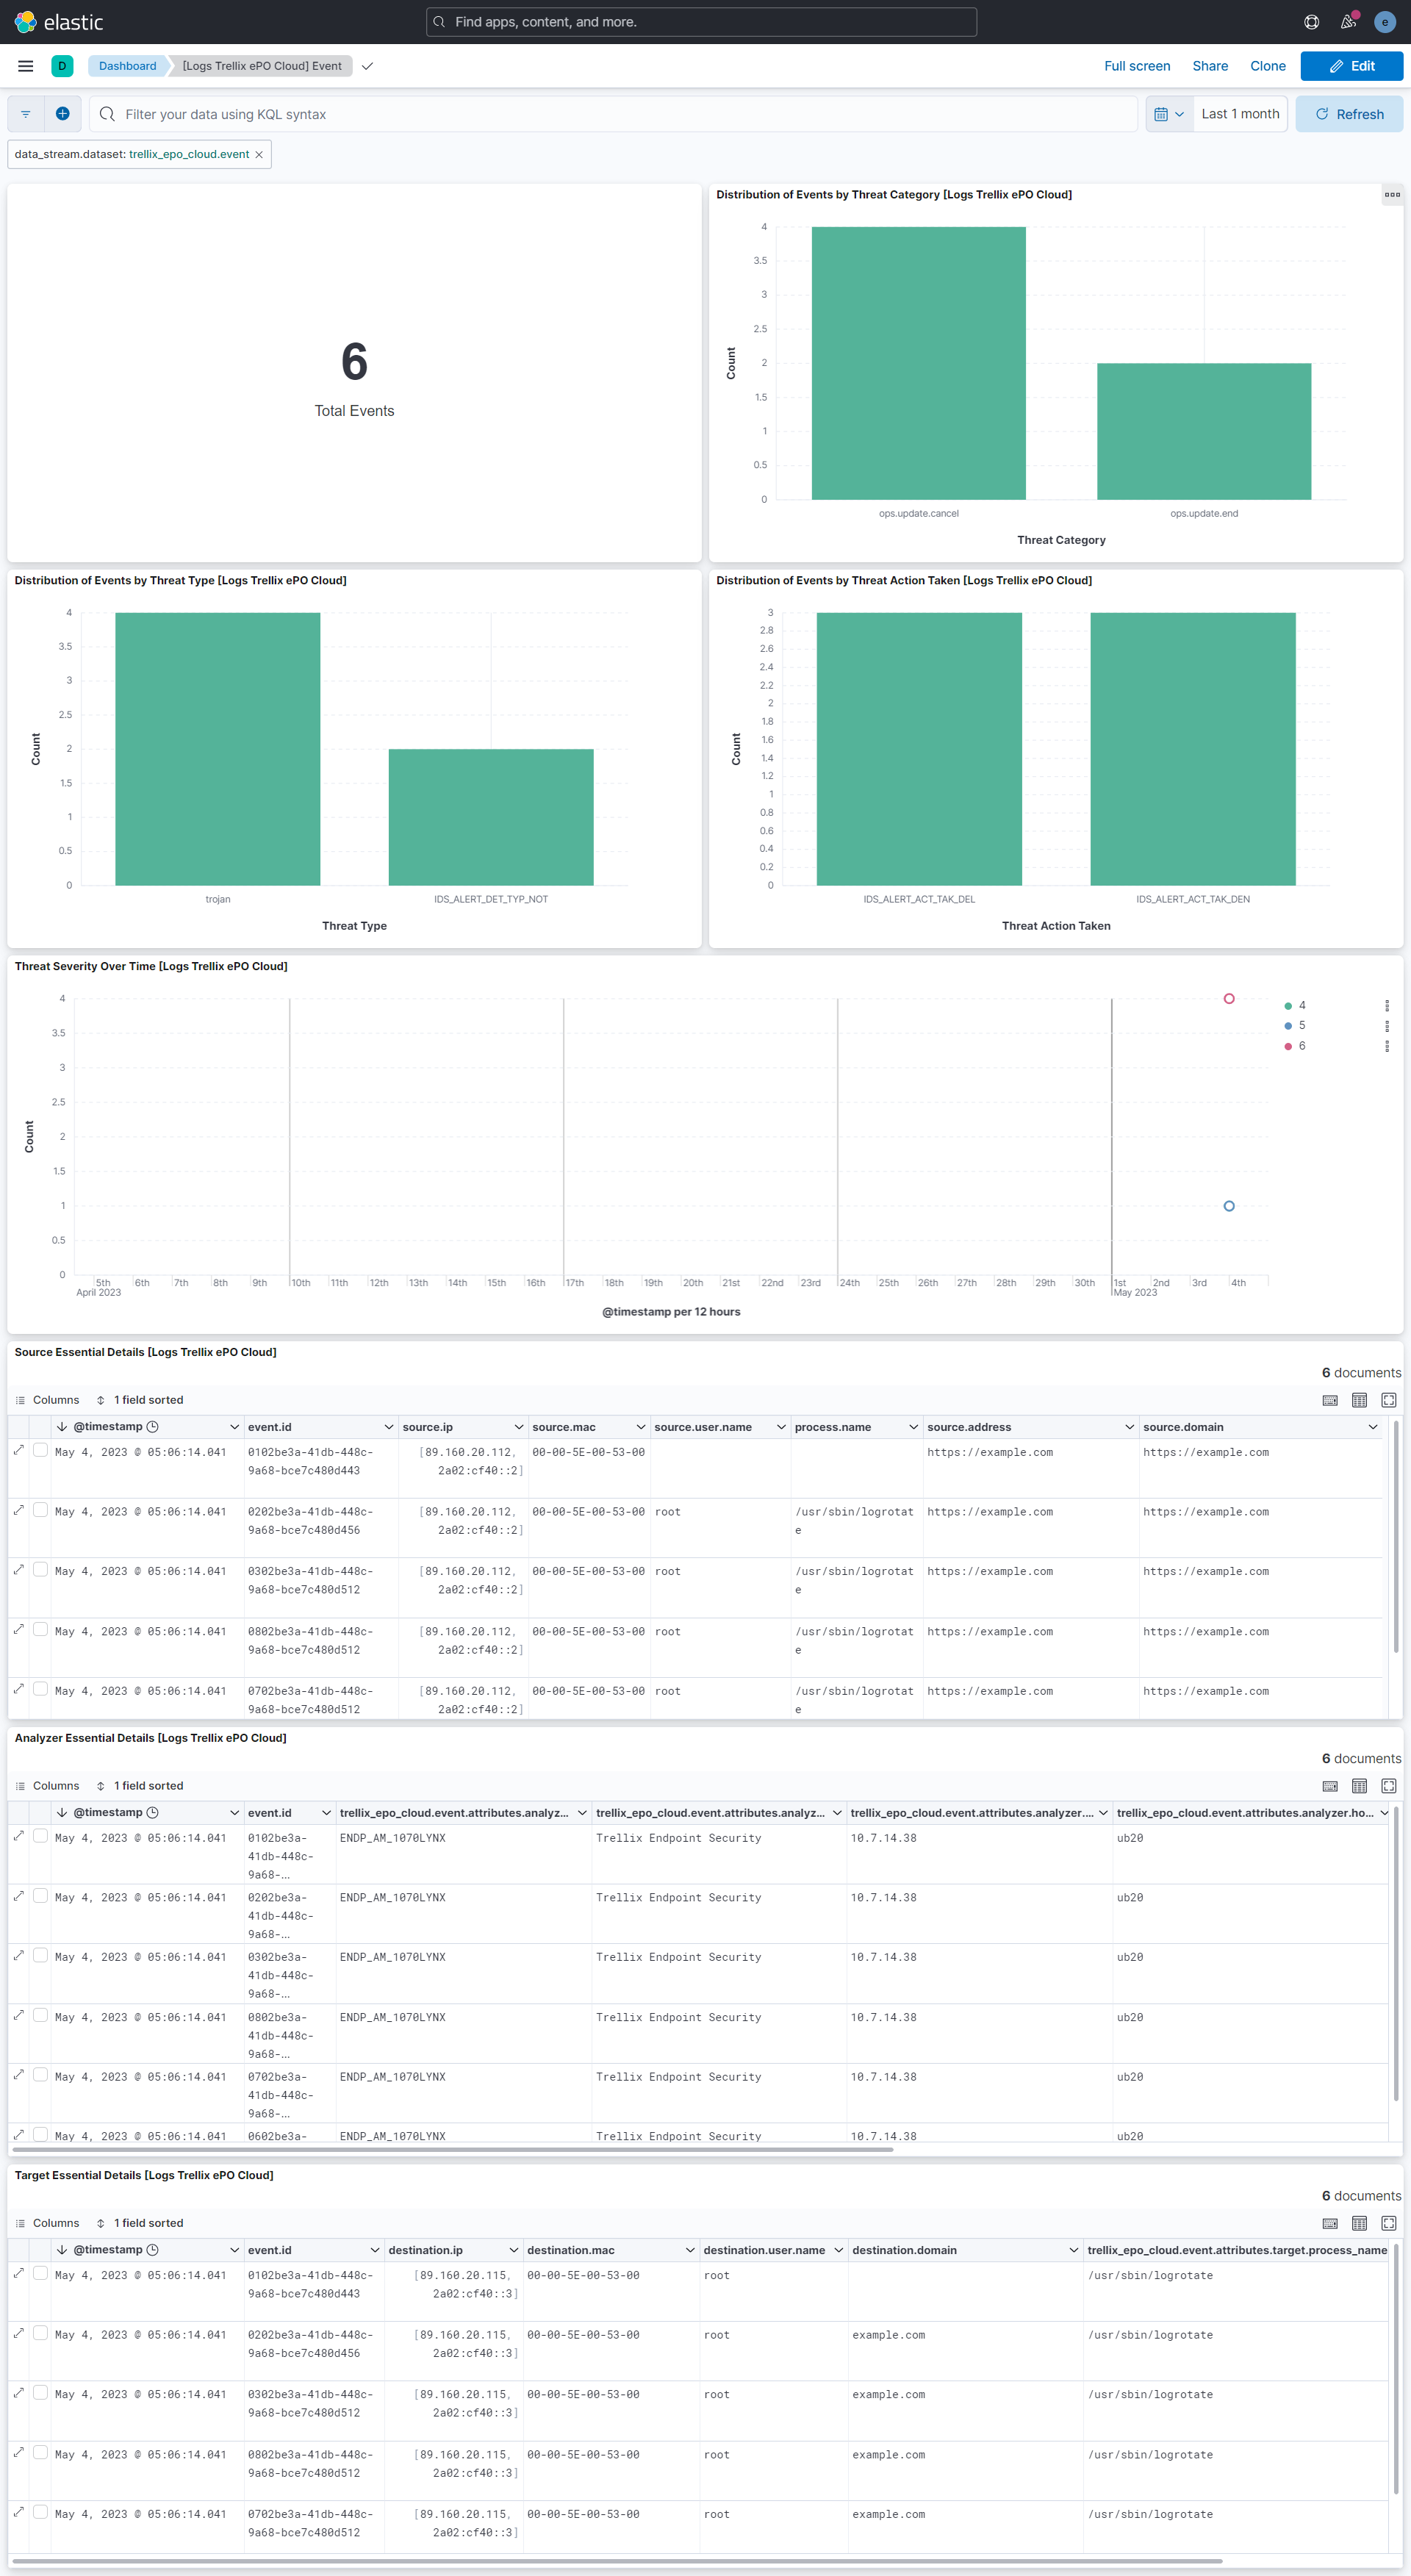 elastic
Find apps, content, and more.
e
D
Dashboard
[Logs Trellix ePO Cloud] Event
Full screen
Share
Clone
Edit
Filter your data using KQL syntax
Last 1 month
Refresh
data_stream.dataset: trellix_epo_cloud.event ×
6
Total Events
Distribution of Events by Threat Category [Logs Trellix ePO Cloud]
4
3.5
3
2.5
2
1.5
1
0.5
0
Count
ops.update.cancel
ops.update.end
Threat Category
Distribution of Events by Threat Type [Logs Trellix ePO Cloud]
4
3.5
3
2.5
2
1.5
1
0.5
0
Count
trojan
IDS_ALERT_DET_TYP_NOT
Threat Type
Distribution of Events by Threat Action Taken [Logs Trellix ePO Cloud]
3
2.8
2.6
2.4
2.2
2
1.8
1.6
1.4
1.2
1
0.8
0.6
0.4
0.2
0
Count
IDS_ALERT_ACT_TAK_DEL
IDS_ALERT_ACT_TAK_DEN
Threat Action Taken
Threat Severity Over Time [Logs Trellix ePO Cloud]
4
3.5
3
2.5
2
1.5
1
0.5
0
Count
5th 6th 7th 8th 9th 10th 11th 12th 13th 14th 15th 16th 17th 18th 19th 20th 21st 22nd 23rd 24th 25th 26th 27th 28th 29th 30th 1st 2nd 3rd 4th
April 2023 May 2023
@timestamp per 12 hours
4
5
6
Source Essential Details [Logs Trellix ePO Cloud]
6 documents
Columns 1 field sorted
@timestamp event.id source.ip source.mac source.user.name process.name source.address source.domain
May 4, 2023 @ 05:06:14.041 0102be3a-41db-448c- [89.160.20.112, 00-00-5E-00-53-00 https://example.com https://example.com
9a68-bce7c480d443 2a02:cf40::2]
May 4, 2023 @ 05:06:14.041 0202be3a-41db-448c- [89.160.20.112, 00-00-5E-00-53-00 root /usr/sbin/logrotat https://example.com https://example.com
9a68-bce7c480d456 2a02:cf40::2] e
May 4, 2023 @ 05:06:14.041 0302be3a-41db-448c- [89.160.20.112, 00-00-5E-00-53-00 root /usr/sbin/logrotat https://example.com https://example.com
9a68-bce7c480d512 2a02:cf40::2] e
May 4, 2023 @ 05:06:14.041 0802be3a-41db-448c- [89.160.20.112, 00-00-5E-00-53-00 root /usr/sbin/logrotat https://example.com https://example.com
9a68-bce7c480d512 2a02:cf40::2] e
May 4, 2023 @ 05:06:14.041 0702be3a-41db-448c- [89.160.20.112, 00-00-5E-00-53-00 root /usr/sbin/logrotat https://example.com https://example.com
9a68-bce7c480d512 2a02:cf40::2] e
Analyzer Essential Details [Logs Trellix ePO Cloud]
6 documents
Columns 1 field sorted
@timestamp event.id trellix_epo_cloud.event.attributes.analyz... trellix_epo_cloud.event.attributes.analyz... trellix_epo_cloud.event.attributes.analyzer.... trellix_epo_cloud.event.attributes.analyzer.ho...
May 4, 2023 @ 05:06:14.041 0102be3a- ENDP_AM_1070LYNX Trellix Endpoint Security 10.7.14.38 ub20
41db-448c-
9a68-...
May 4, 2023 @ 05:06:14.041 0202be3a- ENDP_AM_1070LYNX Trellix Endpoint Security 10.7.14.38 ub20
41db-448c-
9a68-...
May 4, 2023 @ 05:06:14.041 0302be3a- ENDP_AM_1070LYNX Trellix Endpoint Security 10.7.14.38 ub20
41db-448c-
9a68-...
May 4, 2023 @ 05:06:14.041 0802be3a- ENDP_AM_1070LYNX Trellix Endpoint Security 10.7.14.38 ub20
41db-448c-
9a68-...
May 4, 2023 @ 05:06:14.041 0702be3a- ENDP_AM_1070LYNX Trellix Endpoint Security 10.7.14.38 ub20
41db-448c-
9a68-...
May 4, 2023 @ 05:06:14.041 0602be3a- ENDP_AM_1070LYNX Trellix Endpoint Security 10.7.14.38 ub20
Target Essential Details [Logs Trellix ePO Cloud]
6 documents
Columns 1 field sorted
@timestamp event.id destination.ip destination.mac destination.user.name destination.domain trellix_epo_cloud.event.attributes.target.process_name
May 4, 2023 @ 05:06:14.041 0102be3a-41db-448c- [89.160.20.115, 00-00-5E-00-53-00 root /usr/sbin/logrotate
9a68-bce7c480d443 2a02:cf40::3]
May 4, 2023 @ 05:06:14.041 0202be3a-41db-448c- [89.160.20.115, 00-00-5E-00-53-00 root example.com /usr/sbin/logrotate
9a68-bce7c480d456 2a02:cf40::3]
May 4, 2023 @ 05:06:14.041 0302be3a-41db-448c- [89.160.20.115, 00-00-5E-00-53-00 root example.com /usr/sbin/logrotate
9a68-bce7c480d512 2a02:cf40::3]
May 4, 2023 @ 05:06:14.041 0802be3a-41db-448c- [89.160.20.115, 00-00-5E-00-53-00 root example.com /usr/sbin/logrotate
9a68-bce7c480d512 2a02:cf40::3]
May 4, 2023 @ 05:06:14.041 0702be3a-41db-448c- [89.160.20.115, 00-00-5E-00-53-00 root example.com /usr/sbin/logrotate
9a68-bce7c480d512 2a02:cf40::3]